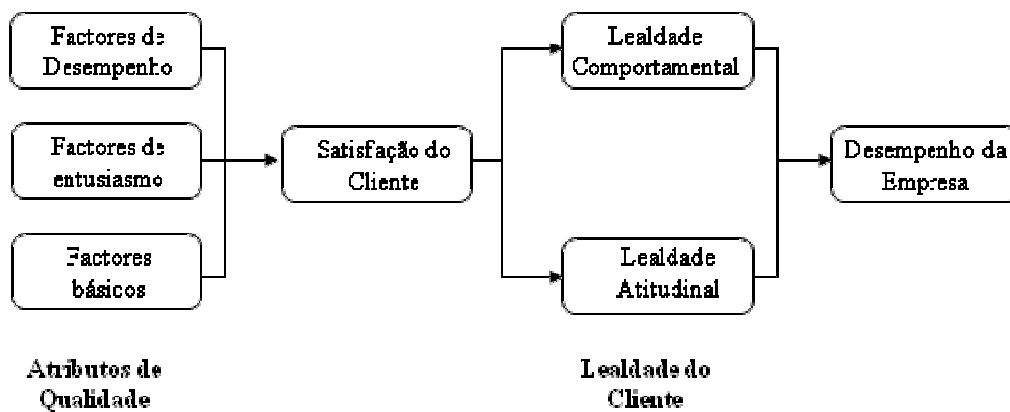 Factores de
Desempenho
Factores de
entusiasmo
Factores
básicos
Atributos de
Qualidade
Satisfação do
Cliente
Lealdade
Comportamental
Lealdade
Atitudinal
Lealdade do
Cliente
Desempenho da
Empresa